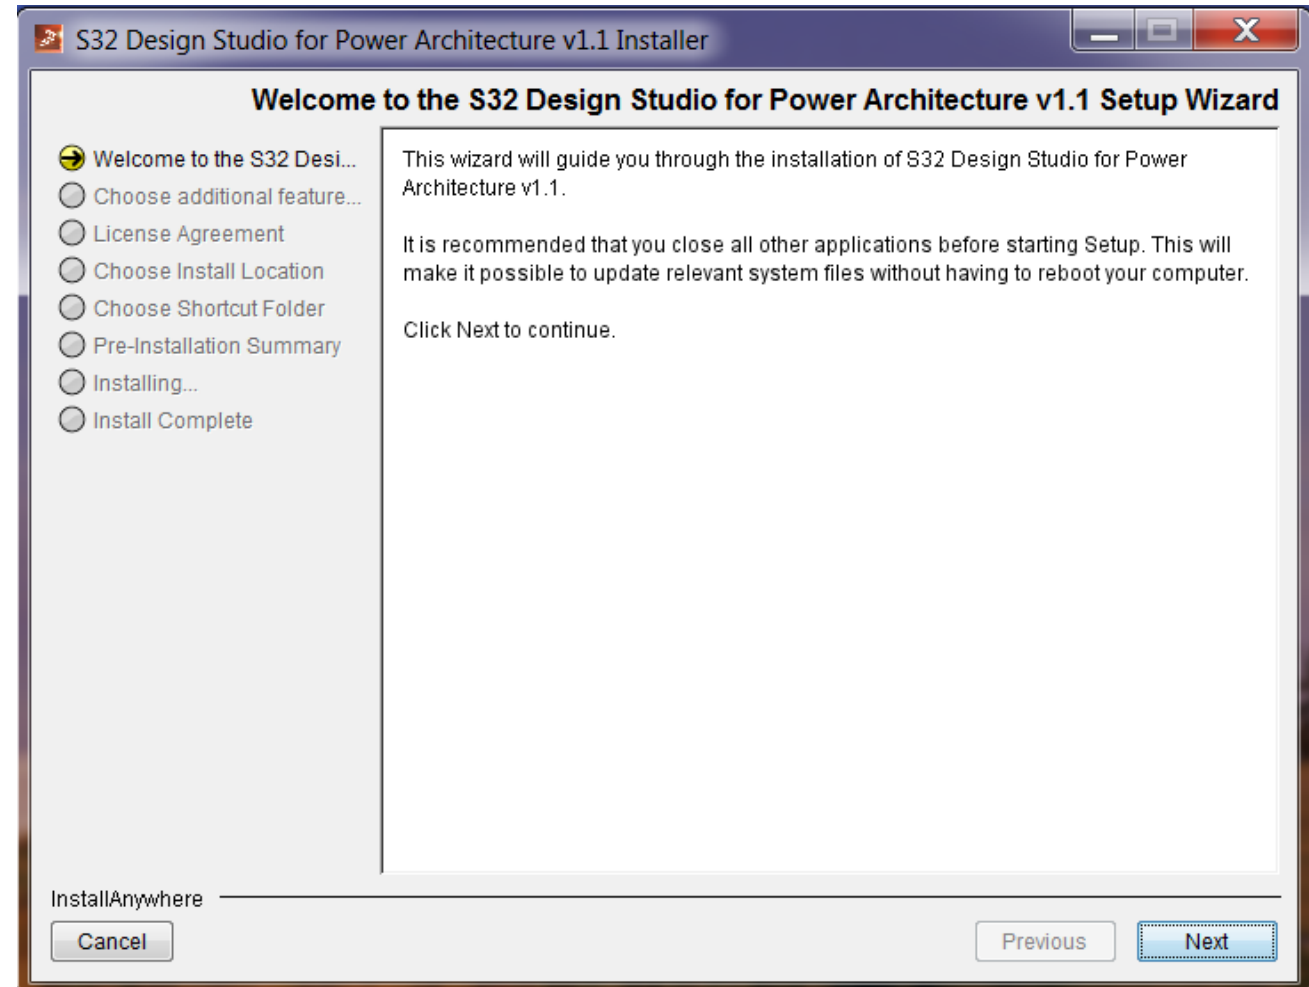 S32 Design Studio for Power Architecture v1.1 Installer
Welcome to the S32 Design Studio for Power Architecture v1.1 Setup Wizard
Welcome to the S32 Desi...
Choose additional feature...
License Agreement
Choose Install Location
Choose Shortcut Folder
Pre-Installation Summary
Installing...
Install Complete
This wizard will guide you through the installation of S32 Design Studio for Power
Architecture v1.1.
It is recommended that you close all other applications before starting Setup. This will
make it possible to update relevant system files without having to reboot your computer.
Click Next to continue.
InstallAnywhere
Cancel
Previous
Next